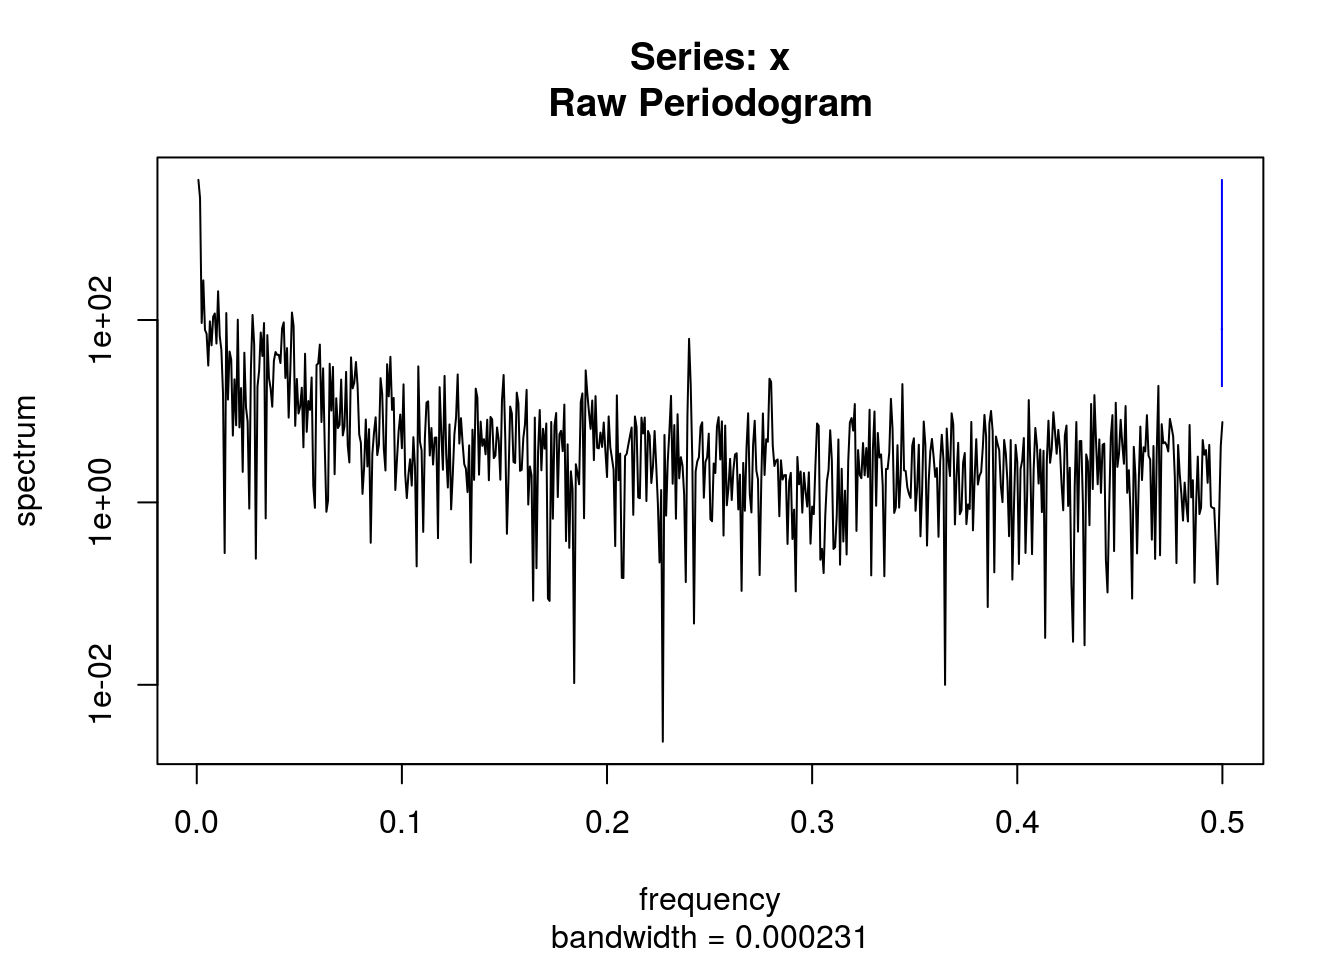 Series: x
Raw Periodogram
spectrum
1e+02
1e+00
1e-02
0.0 0.1 0.2 0.3 0.4 0.5
frequency
bandwidth = 0.000231